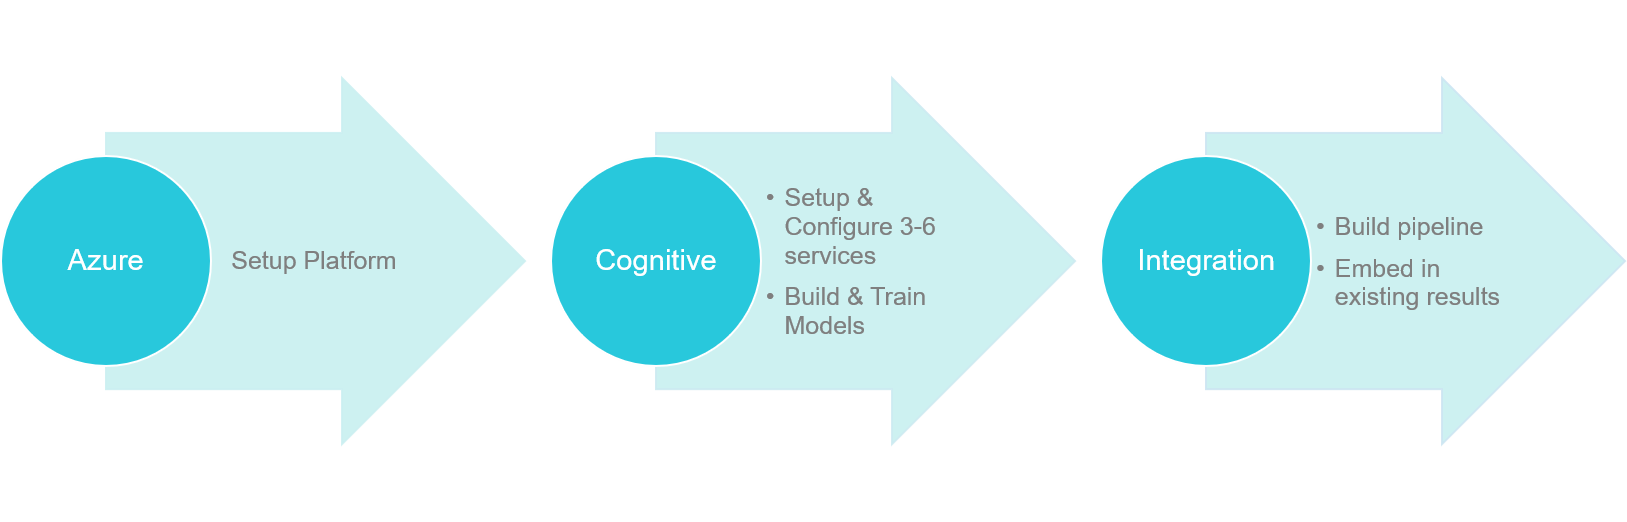 Azure
Setup Platform
Cognitive
• Setup &
Configure 3-6
services
• Build & Train
Models
Integration
• Build pipeline
• Embed in
existing results